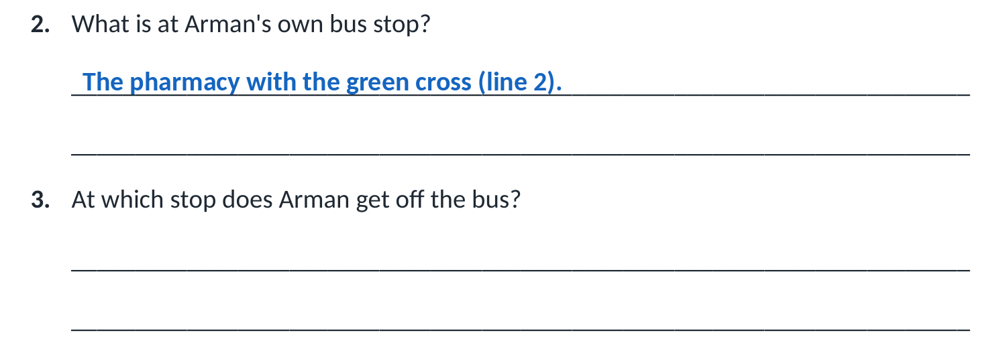 2. What is at Arman's own bus stop?
The pharmacy with the green cross (line 2).
3. At which stop does Arman get off the bus?